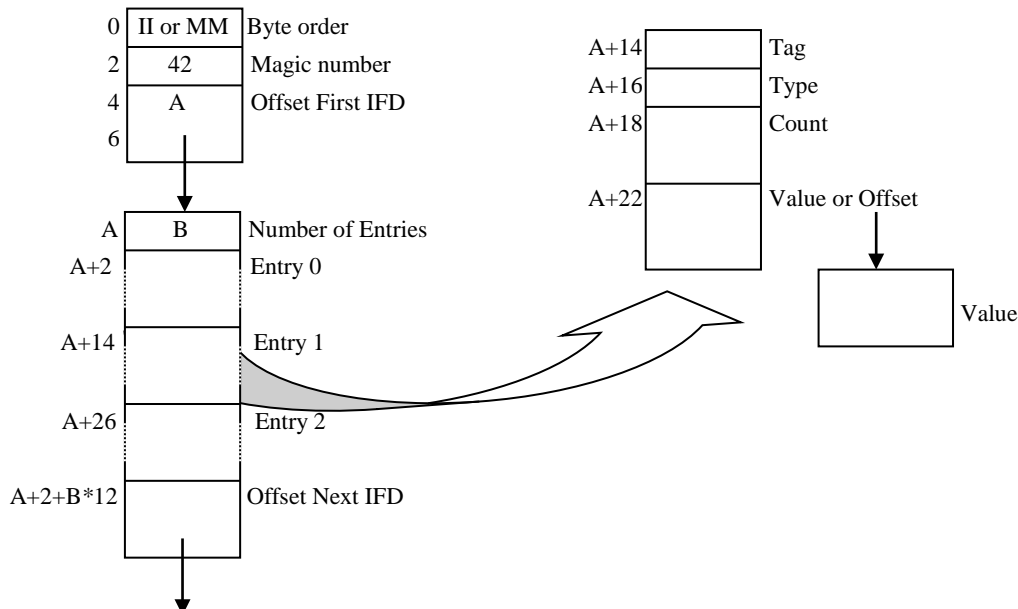 0 II or MM Byte order
2 42 Magic number
4 A Offset First IFD
6
A B Number of Entries
A+2 Entry 0
A+14 Entry 1
A+26 Entry 2
A+2+B*12 Offset Next IFD
A+14 Tag
A+16 Type
A+18 Count
A+22 Value or Offset
Value